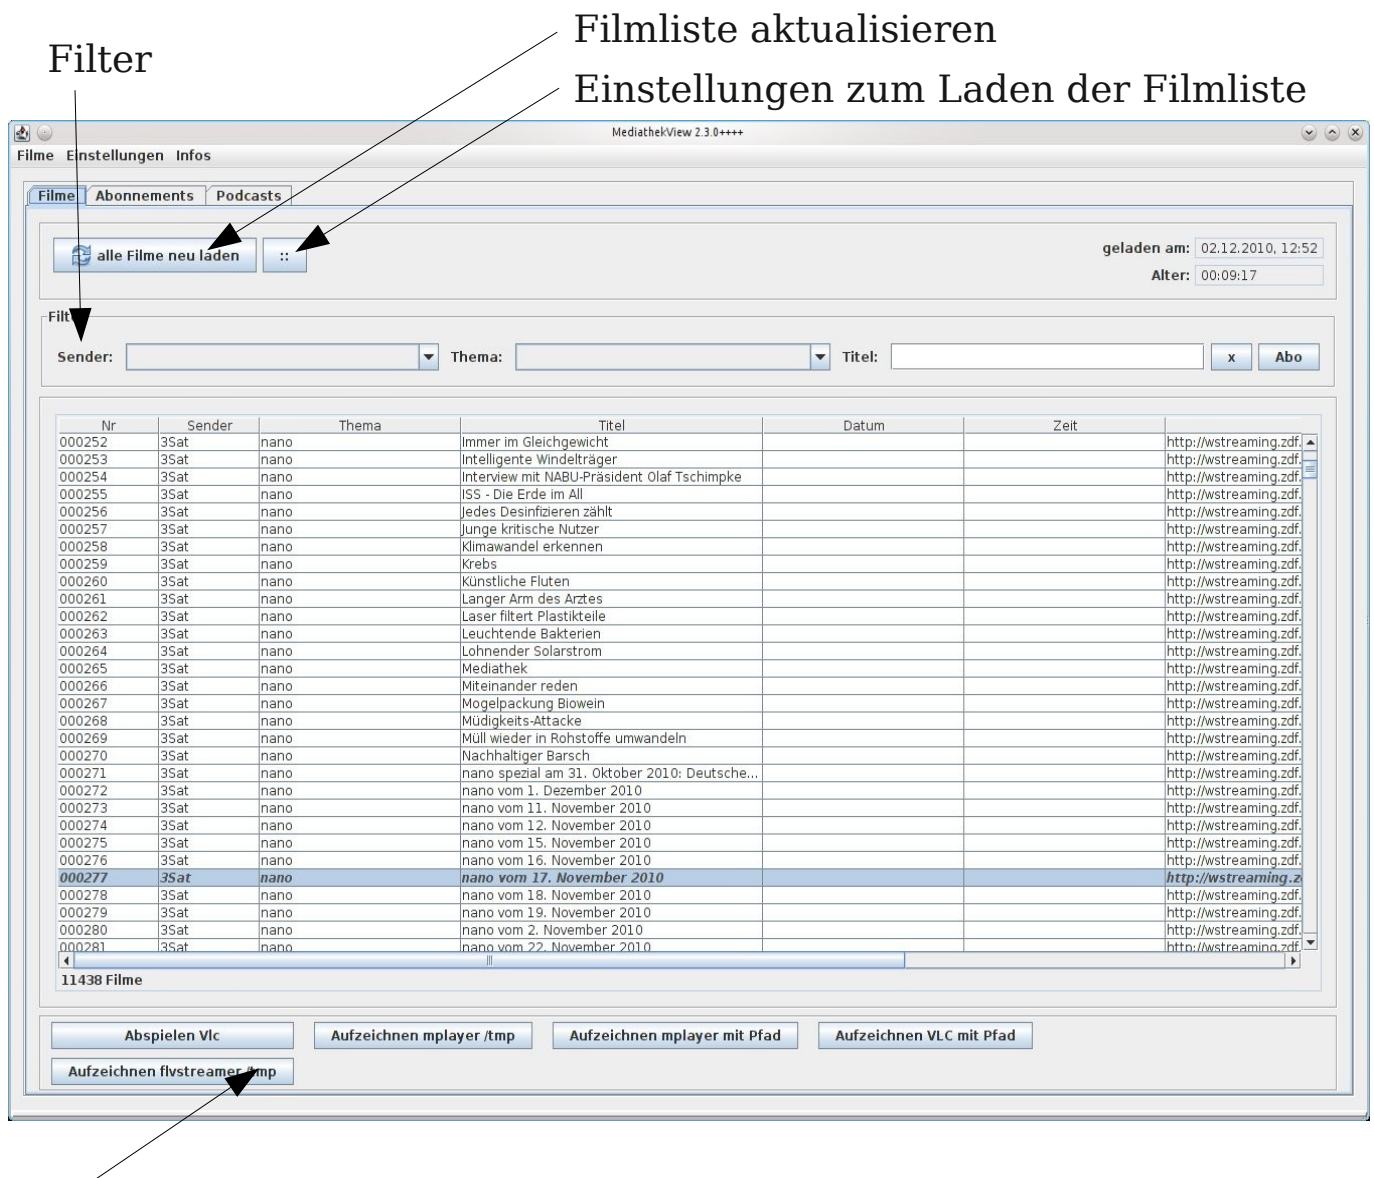 Filmliste aktualisieren
Filter
Einstellungen zum Laden der Filmliste
MediathekView 2.3.0++++
Filme Einstellungen Infos
Filme Abonnements Podcasts
alle Filme neu laden :: geladen am: 02.12.2010, 12:52
Alter: 00:09:17
Sender: Thema: Titel: x Abo
Nr Sender Thema Titel Datum Zeit
000252 3Sat nano Immer im Gleichgewicht http://wstreaming.zdf.
000253 3Sat nano Intelligente Windelträger http://wstreaming.zdf.
000254 3Sat nano Interview mit NABU-Präsident Olaf Tschimpke http://wstreaming.zdf.
000255 3Sat nano ISS - Die Erde im All http://wstreaming.zdf.
000256 3Sat nano Jedes Desinfizieren zählt http://wstreaming.zdf.
000257 3Sat nano Junge kritische Nutzer http://wstreaming.zdf.
000258 3Sat nano Klimawandel erkennen http://wstreaming.zdf.
000259 3Sat nano Krebs http://wstreaming.zdf.
000260 3Sat nano Künstliche Fluten http://wstreaming.zdf.
000261 3Sat nano Langer Arm des Arztes http://wstreaming.zdf.
000262 3Sat nano Laser filtert Plastikteile http://wstreaming.zdf.
000263 3Sat nano Leuchtende Bakterien http://wstreaming.zdf.
000264 3Sat nano Lohnender Solarstrom http://wstreaming.zdf.
000265 3Sat nano Mediathek http://wstreaming.zdf.
000266 3Sat nano Miteinander reden http://wstreaming.zdf.
000267 3Sat nano Mogelpackung Biowein http://wstreaming.zdf.
000268 3Sat nano Müdigkeits-Attacke http://wstreaming.zdf.
000269 3Sat nano Müll wieder in Rohstoffe umwandeln http://wstreaming.zdf.
000270 3Sat nano Nachhaltiger Barsch http://wstreaming.zdf.
000271 3Sat nano nano spezial am 31. Oktober 2010: Deutsche... http://wstreaming.zdf.
000272 3Sat nano nano vom 1. Dezember 2010 http://wstreaming.zdf.
000273 3Sat nano nano vom 11. November 2010 http://wstreaming.zdf.
000274 3Sat nano nano vom 12. November 2010 http://wstreaming.zdf.
000275 3Sat nano nano vom 15. November 2010 http://wstreaming.zdf.
000276 3Sat nano nano vom 16. November 2010 http://wstreaming.zdf.
000277 3Sat nano nano vom 17. November 2010 http://wstreaming.z
000278 3Sat nano nano vom 18. November 2010 http://wstreaming.zdf.
000279 3Sat nano nano vom 19. November 2010 http://wstreaming.zdf.
000280 3Sat nano nano vom 2. November 2010 http://wstreaming.zdf.
000281 3Sat nano nano vom 22. November 2010 http://wstreaming.zdf.
11438 Filme
Abspielen Vlc Aufzeichnen mplayer /tmp Aufzeichnen mplayer mit Pfad Aufzeichnen VLC mit Pfad
Aufzeichnen flvstreamer /tmp